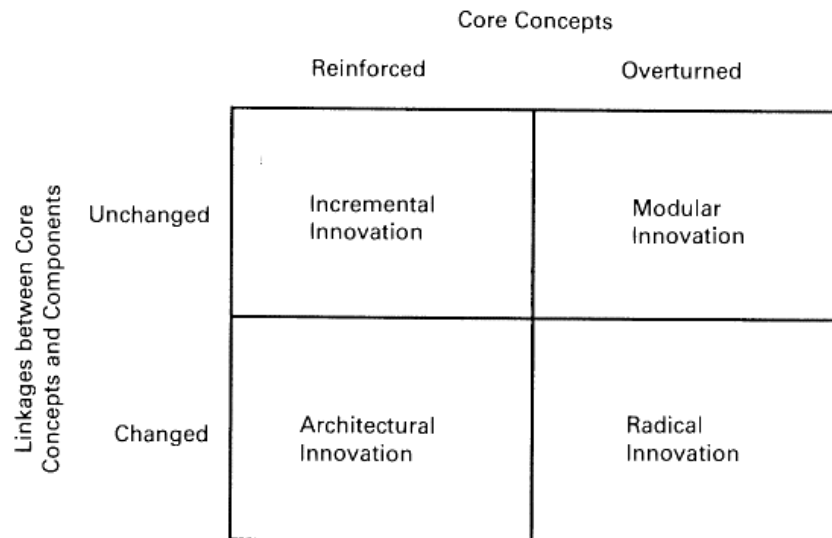 Core Concepts
Reinforced
Overturned
Linkages between Core
Concepts and Components
Unchanged
Incremental
Innovation
Modular
Innovation
Changed
Architectural
Innovation
Radical
Innovation